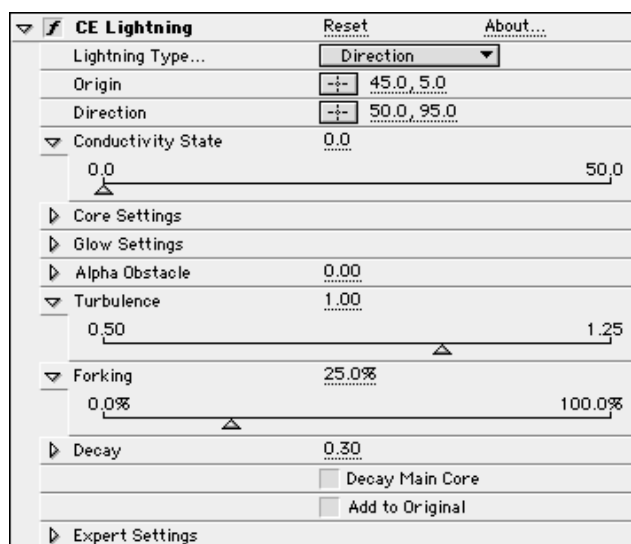 CE Lightning Reset About...
Lightning Type... Direction
Origin 45.0, 5.0
Direction 50.0, 95.0
Conductivity State 0.0
0.0 50.0
Core Settings
Glow Settings
Alpha Obstacle 0.00
Turbulence 1.00
0.50 1.25
Forking 25.0%
0.0% 100.0%
Decay 0.30
Decay Main Core
Add to Original
Expert Settings